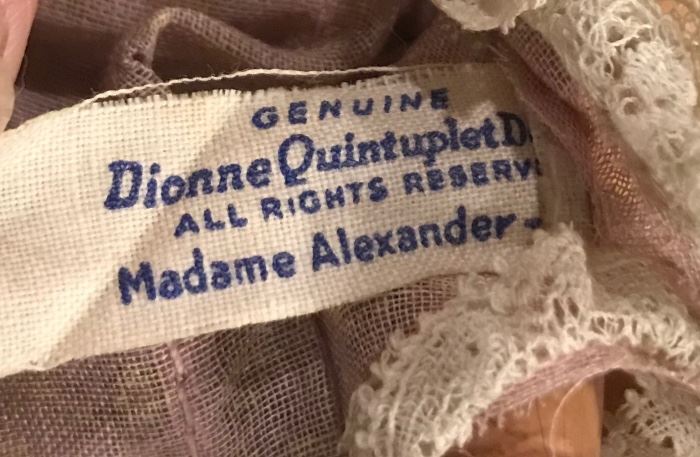 GENUINE
Dionne Quintuplet D
ALL RIGHTS RESERV
Madame Alexander -